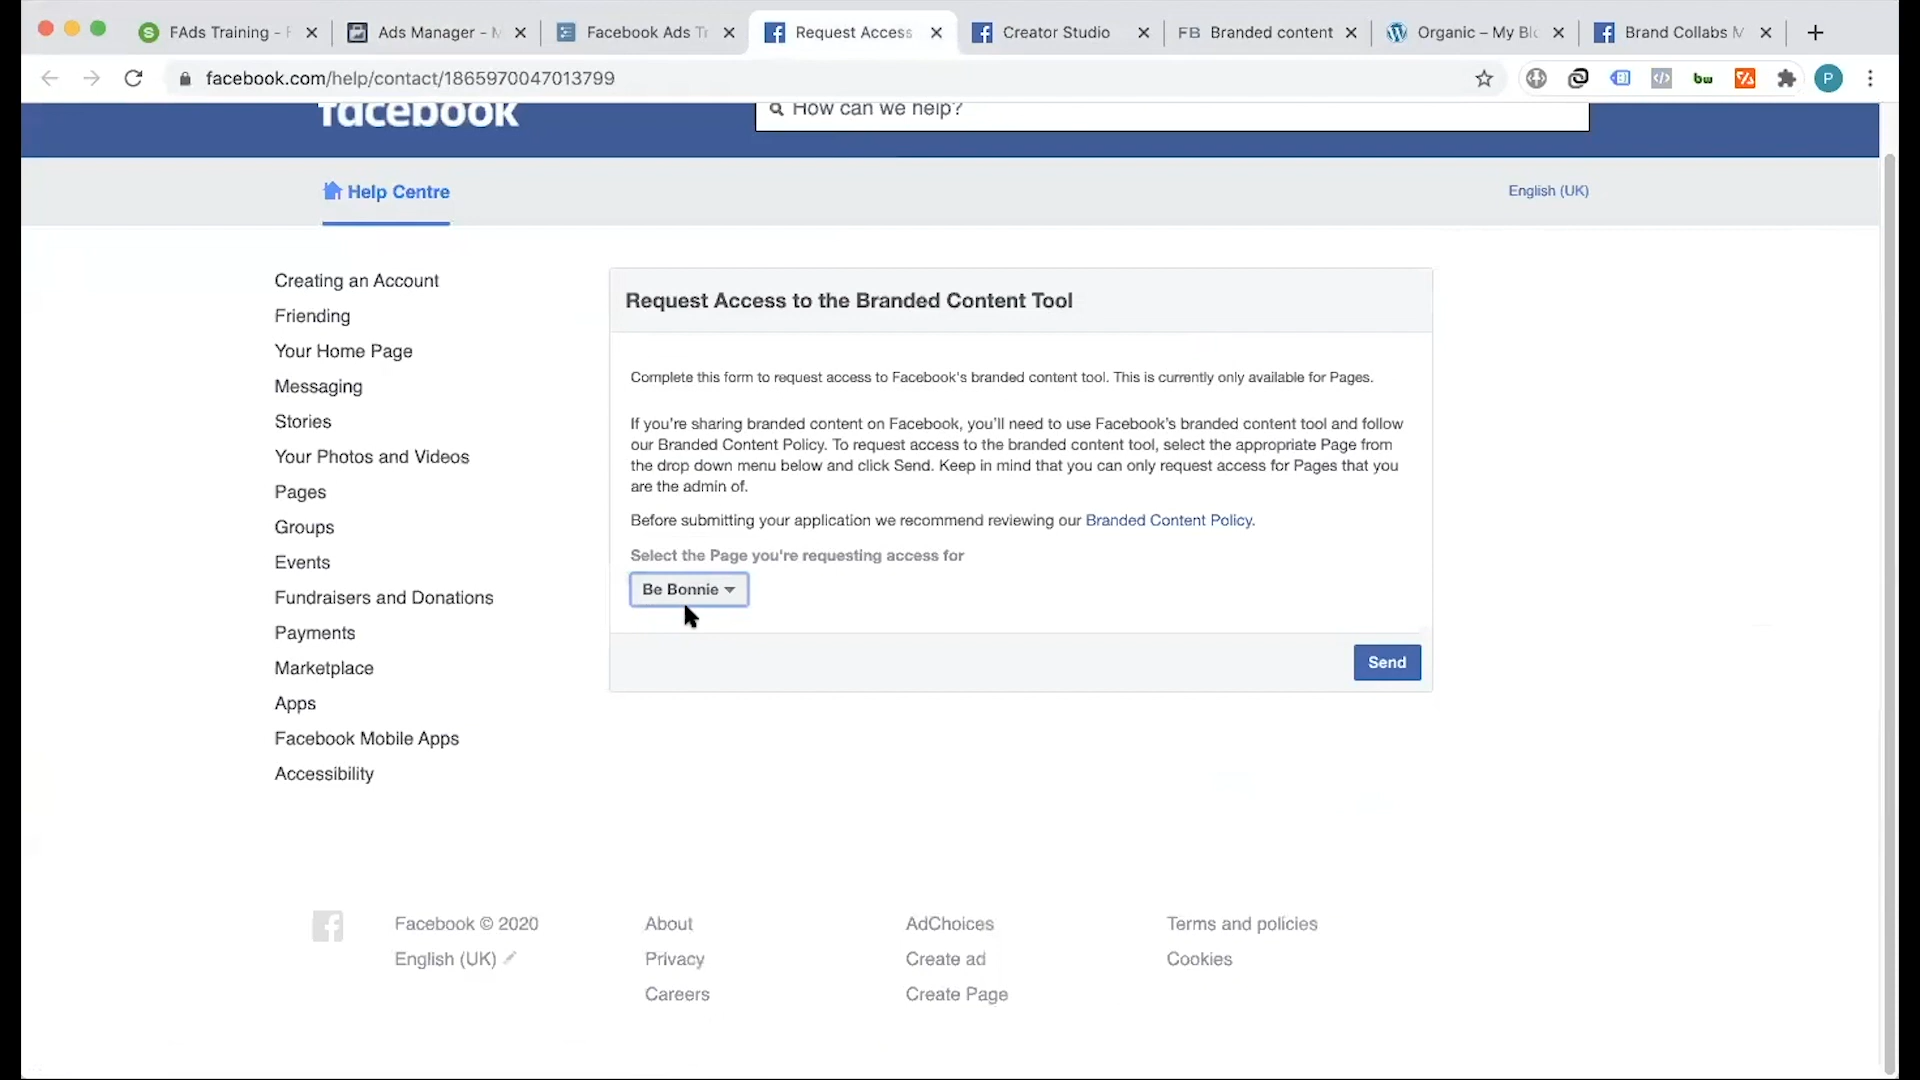 FAds Training - F
Ads Manager - M
Facebook Ads Tr
Request Access
Creator Studio
FB Branded content
Organic – My Blo
Brand Collabs M
facebook.com/help/contact/1865970047013799
bw
P
facebook
How can we help?
Help Centre
English (UK)
Creating an Account
Friending
Your Home Page
Messaging
Stories
Your Photos and Videos
Pages
Groups
Events
Fundraisers and Donations
Payments
Marketplace
Apps
Facebook Mobile Apps
Accessibility
Request Access to the Branded Content Tool
Complete this form to request access to Facebook's branded content tool. This is currently only available for Pages.
If you're sharing branded content on Facebook, you'll need to use Facebook's branded content tool and follow
our Branded Content Policy. To request access to the branded content tool, select the appropriate Page from
the drop down menu below and click Send. Keep in mind that you can only request access for Pages that you
are the admin of.
Before submitting your application we recommend reviewing our Branded Content Policy.
Select the Page you're requesting access for
Be Bonnie
Send
Facebook © 2020
English (UK)
About
Privacy
Careers
AdChoices
Create ad
Create Page
Terms and policies
Cookies